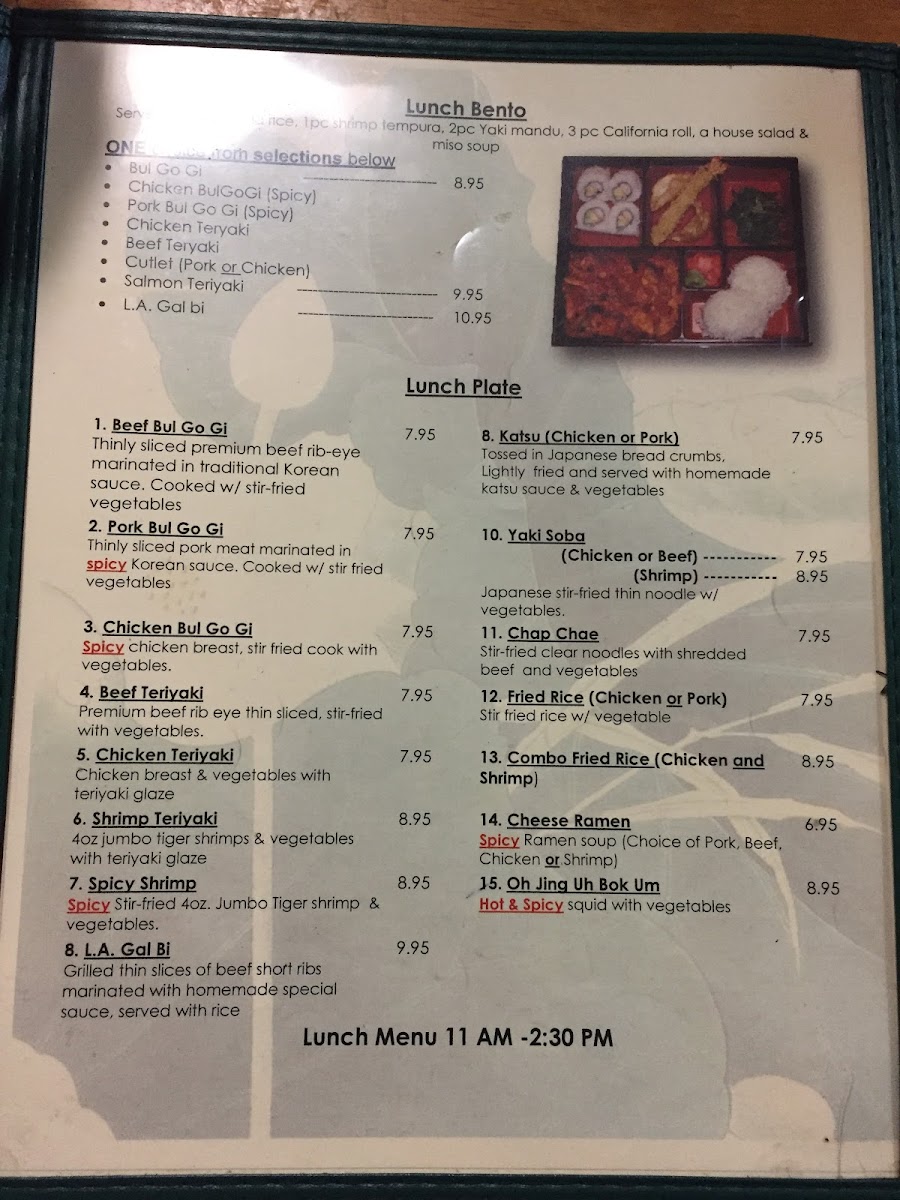 Lunch Bento
rice, 1pc shrimp tempura, 2pc Yaki mandu, 3 pc California roll, a house salad &
miso soup
ONE from selections below
• Bul Go Gi ---------------------------- 8.95
• Chicken BulGoGi (Spicy)
• Pork Bul Go Gi (Spicy)
• Chicken Teryaki
• Beef Teryaki
• Cutlet (Pork or Chicken)
• Salmon Teriyaki ---------------------------- 9.95
• L.A. Gal bi ---------------------------- 10.95
Lunch Plate
1. Beef Bul Go Gi 7.95
Thinly sliced premium beef rib-eye
marinated in traditional Korean
sauce. Cooked w/ stir-fried
vegetables
2. Pork Bul Go Gi 7.95
Thinly sliced pork meat marinated in
spicy Korean sauce. Cooked w/ stir fried
vegetables
3. Chicken Bul Go Gi 7.95
Spicy chicken breast, stir fried cook with
vegetables.
4. Beef Teriyaki 7.95
Premium beef rib eye thin sliced, stir-fried
with vegetables.
5. Chicken Teriyaki 7.95
Chicken breast & vegetables with
teriyaki glaze
6. Shrimp Teriyaki 8.95
4oz jumbo tiger shrimps & vegetables
with teriyaki glaze
7. Spicy Shrimp 8.95
Spicy Stir-fried 4oz. Jumbo Tiger shrimp &
vegetables.
8. L.A. Gal Bi 9.95
Grilled thin slices of beef short ribs
marinated with homemade special
sauce, served with rice
8. Katsu (Chicken or Pork) 7.95
Tossed in Japanese bread crumbs,
Lightly fried and served with homemade
katsu sauce & vegetables
10. Yaki Soba
(Chicken or Beef) ----------- 7.95
(Shrimp) ----------- 8.95
Japanese stir-fried thin noodle w/
vegetables.
11. Chap Chae 7.95
Stir-fried clear noodles with shredded
beef and vegetables
12. Fried Rice (Chicken or Pork) 7.95
Stir fried rice w/ vegetable
13. Combo Fried Rice (Chicken and 8.95
Shrimp)
14. Cheese Ramen 6.95
Spicy Ramen soup (Choice of Pork, Beef,
Chicken or Shrimp)
15. Oh Jing Uh Bok Um 8.95
Hot & Spicy squid with vegetables
Lunch Menu 11 AM -2:30 PM